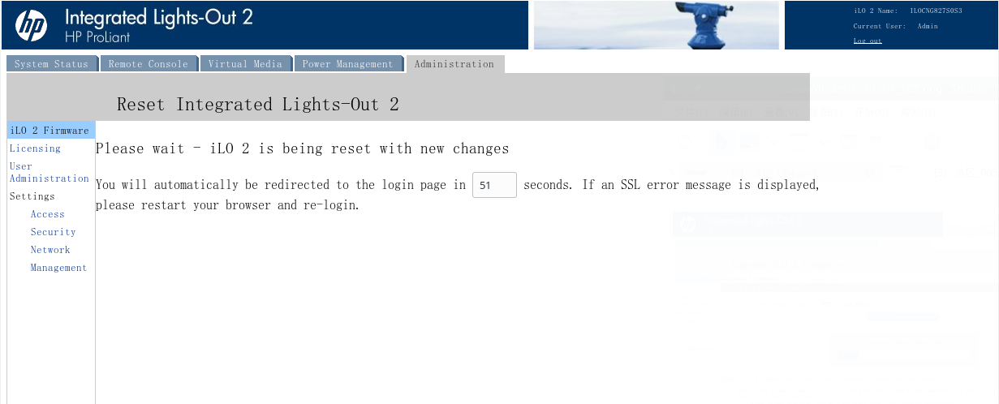 hp
Integrated Lights-Out 2
HP ProLiant
iLO 2 Name: ILOCNG827S0S3
Current User: Admin
Log out
System Status
Remote Console
Virtual Media
Power Management
Administration
Reset Integrated Lights-Out 2
iLO 2 Firmware
Licensing
User
Administration
Settings
Access
Security
Network
Management
Please wait - iLO 2 is being reset with new changes
You will automatically be redirected to the login page in 51 seconds. If an SSL error message is displayed,
please restart your browser and re-login.